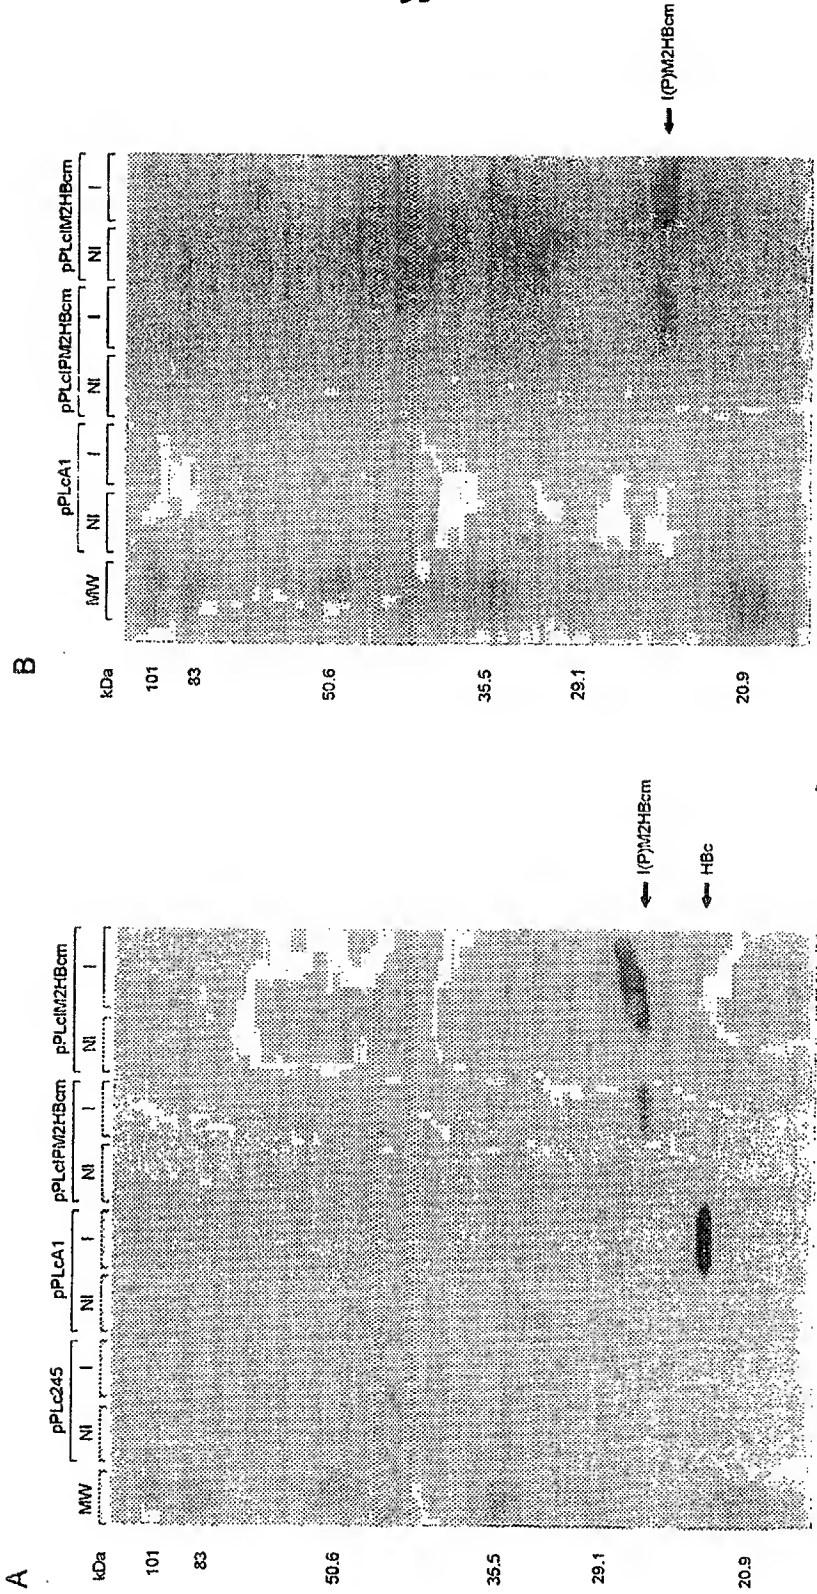 A
pPLc245 pPLcA1 pPLcIPM2HBcm pPLcIM2HBcm
MW NI I NI I NI I NI I
kDa
101
83
50.6
35.5
29.1
20.9
I(P)M2HBcm
HBc
B
pPLcA1 pPLcIPM2HBcm pPLcIM2HBcm
MW NI I NI I NI I
kDa
101
83
50.6
35.5
29.1
20.9
I(P)M2HBcm